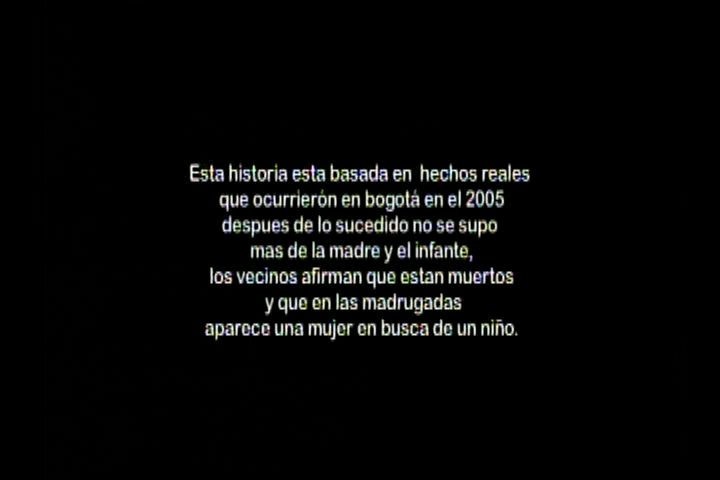 Esta historia esta basada en hechos reales
que ocurrierón en bogotá en el 2005
despues de lo sucedido no se supo
mas de la madre y el infante,
los vecinos afirman que estan muertos
y que en las madrugadas
aparece una mujer en busca de un niño.